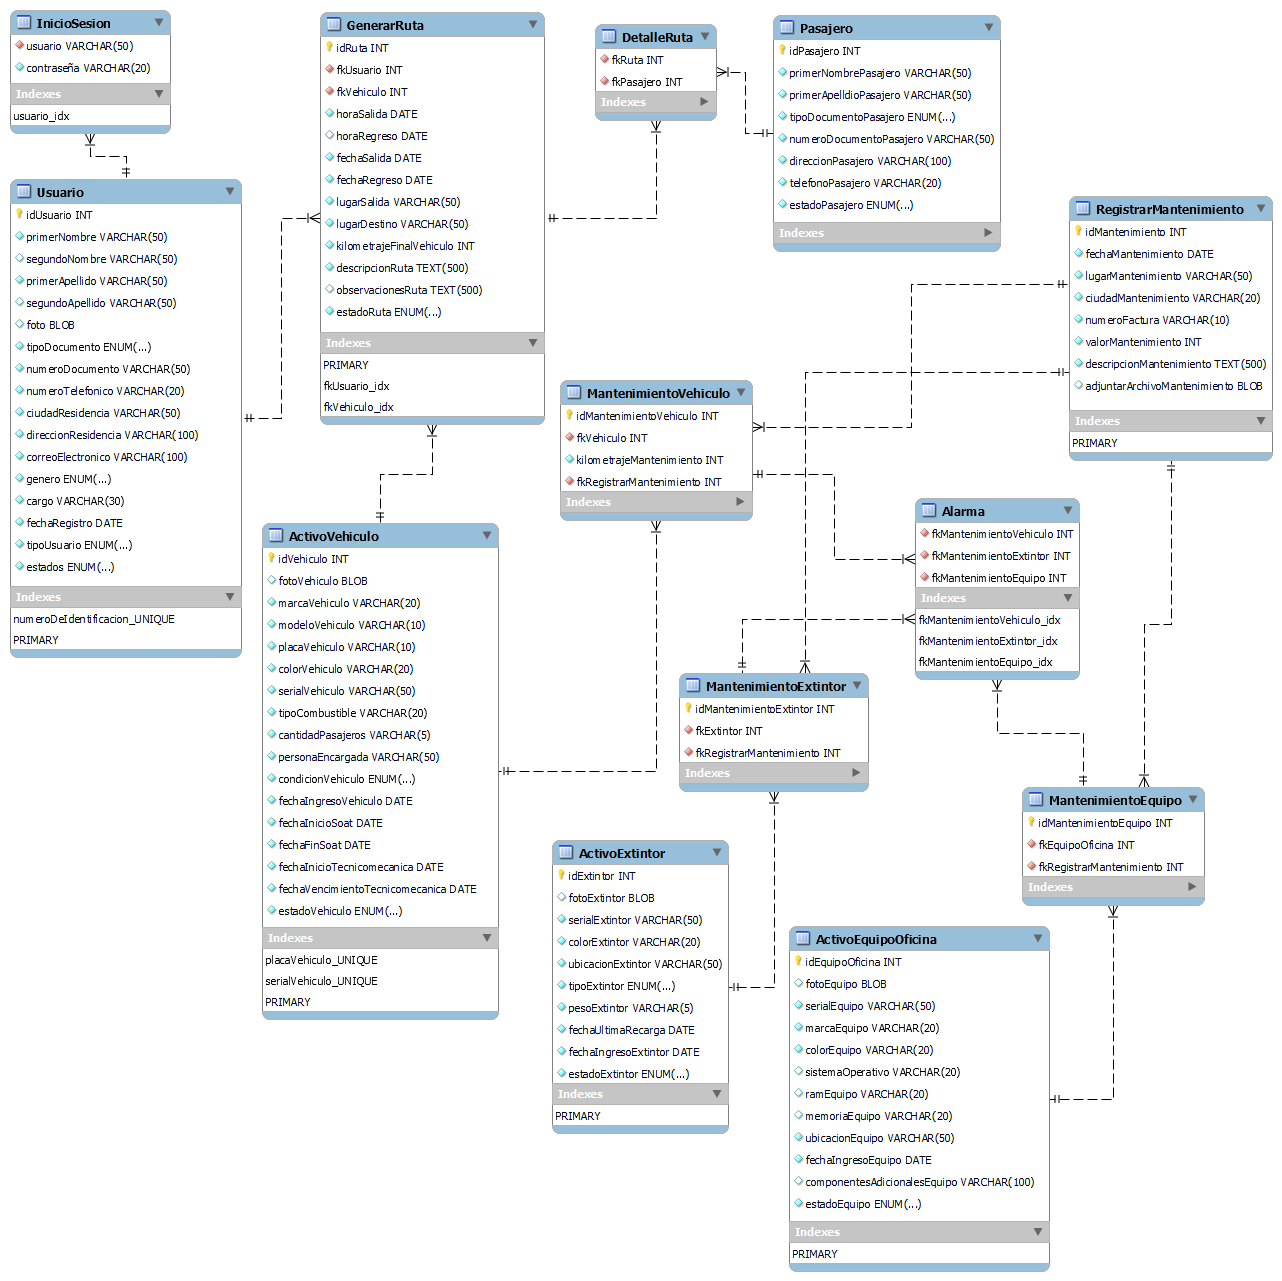 InicioSesion
usuario VARCHAR(50)
contraseña VARCHAR(20)
Indexes
usuario_idx
Usuario
idUsuario INT
primerNombre VARCHAR(50)
segundoNombre VARCHAR(50)
primerApellido VARCHAR(50)
segundoApellido VARCHAR(50)
foto BLOB
tipoDocumento ENUM(...)
numeroDocumento VARCHAR(50)
numeroTelefonico VARCHAR(20)
ciudadResidencia VARCHAR(50)
direccionResidencia VARCHAR(100)
correoElectronico VARCHAR(100)
genero ENUM(...)
cargo VARCHAR(30)
fechaRegistro DATE
tipoUsuario ENUM(...)
estados ENUM(...)
Indexes
numeroDeIdentificacion_UNIQUE
PRIMARY
GenerarRuta
idRuta INT
fkUsuario INT
fkVehiculo INT
horaSalida DATE
horaRegreso DATE
fechaSalida DATE
fechaRegreso DATE
lugarSalida VARCHAR(50)
lugarDestino VARCHAR(50)
kilometrajeFinalVehiculo INT
descripcionRuta TEXT(500)
observacionesRuta TEXT(500)
estadoRuta ENUM(...)
Indexes
PRIMARY
fkUsuario_idx
fkVehiculo_idx
DetalleRuta
fkRuta INT
fkPasajero INT
Indexes
Pasajero
idPasajero INT
primerNombrePasajero VARCHAR(50)
primerApelldioPasajero VARCHAR(50)
tipoDocumentoPasajero ENUM(...)
numeroDocumentoPasajero VARCHAR(50)
direccionPasajero VARCHAR(100)
telefonoPasajero VARCHAR(20)
estadoPasajero ENUM(...)
Indexes
RegistrarMantenimiento
idMantenimiento INT
fechaMantenimiento DATE
lugarMantenimiento VARCHAR(50)
ciudadMantenimiento VARCHAR(20)
numeroFactura VARCHAR(10)
valorMantenimiento INT
descripcionMantenimiento TEXT(500)
adjuntarArchivoMantenimiento BLOB
Indexes
PRIMARY
MantenimientoVehiculo
idMantenimientoVehiculo INT
fkVehiculo INT
kilometrajeMantenimiento INT
fkRegistrarMantenimiento INT
Indexes
Alarma
fkMantenimientoVehiculo INT
fkMantenimientoExtintor INT
fkMantenimientoEquipo INT
Indexes
fkMantenimientoVehiculo_idx
fkMantenimientoExtintor_idx
fkMantenimientoEquipo_idx
ActivoVehiculo
idVehiculo INT
fotoVehiculo BLOB
marcaVehiculo VARCHAR(20)
modeloVehiculo VARCHAR(10)
placaVehiculo VARCHAR(10)
colorVehiculo VARCHAR(20)
serialVehiculo VARCHAR(50)
tipoCombustible VARCHAR(20)
cantidadPasajeros VARCHAR(5)
personaEncargada VARCHAR(50)
condicionVehiculo ENUM(...)
fechaIngresoVehiculo DATE
fechaInicioSoat DATE
fechaFinSoat DATE
fechaInicioTecnicomecanica DATE
fechaVencimientoTecnicomecanica DATE
estadoVehiculo ENUM(...)
Indexes
placaVehiculo_UNIQUE
serialVehiculo_UNIQUE
PRIMARY
MantenimientoExtintor
idMantenimientoExtintor INT
fkExtintor INT
fkRegistrarMantenimiento INT
Indexes
MantenimientoEquipo
idMantenimientoEquipo INT
fkEquipoOficina INT
fkRegistrarMantenimiento INT
Indexes
ActivoExtintor
idExtintor INT
fotoExtintor BLOB
serialExtintor VARCHAR(50)
colorExtintor VARCHAR(20)
ubicacionExtintor VARCHAR(50)
tipoExtintor ENUM(...)
pesoExtintor VARCHAR(5)
fechaUltimaRecarga DATE
fechaIngresoExtintor DATE
estadoExtintor ENUM(...)
Indexes
PRIMARY
ActivoEquipoOficina
idEquipoOficina INT
fotoEquipo BLOB
serialEquipo VARCHAR(50)
marcaEquipo VARCHAR(20)
colorEquipo VARCHAR(20)
sistemaOperativo VARCHAR(20)
ramEquipo VARCHAR(20)
memoriaEquipo VARCHAR(20)
ubicacionEquipo VARCHAR(50)
fechaIngresoEquipo DATE
componentesAdicionalesEquipo VARCHAR(100)
estadoEquipo ENUM(...)
Indexes
PRIMARY